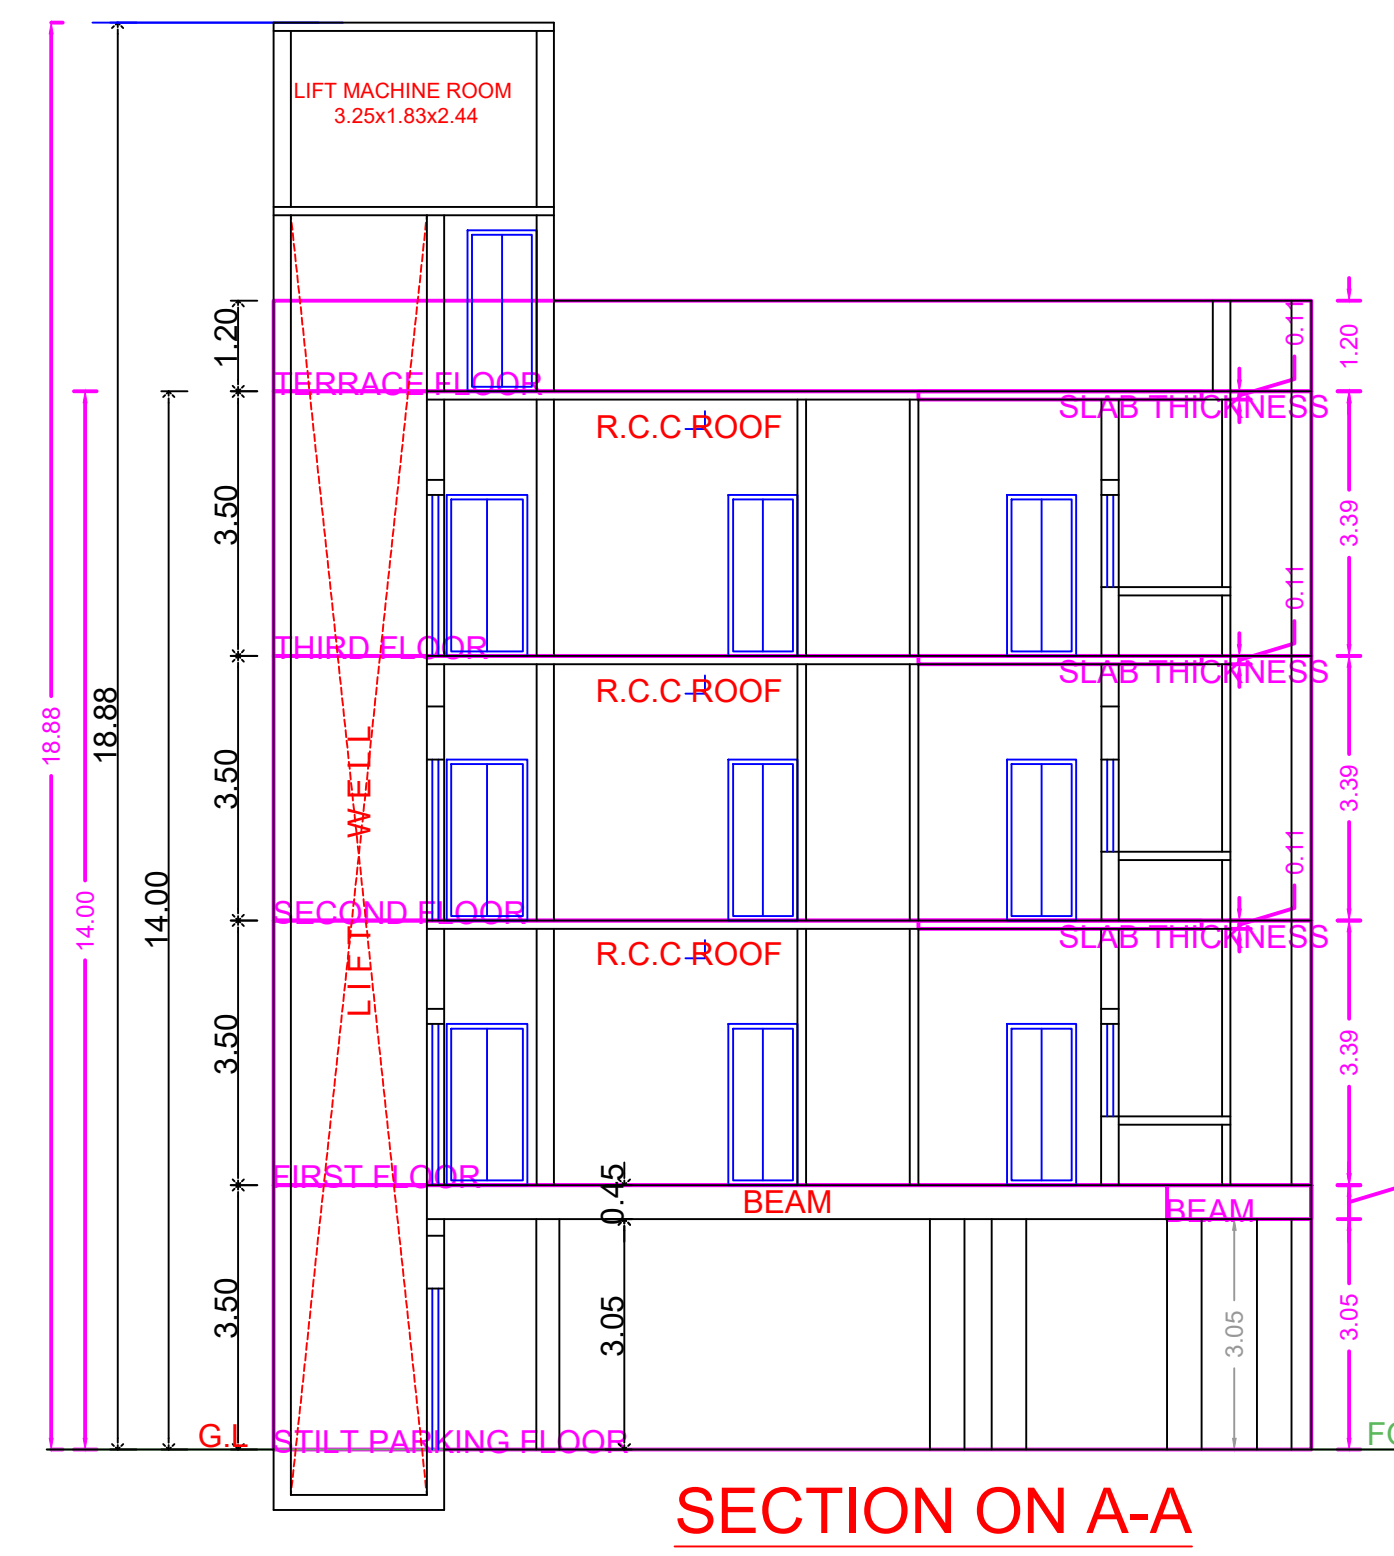 LIFT MACHINE ROOM
3.25x1.83x2.44
1.20
0.11
1.20
TERRACE FLOOR
SLAB THICKNESS
R.C.C ROOF
3.50
3.39
0.11
THIRD FLOOR
SLAB THICKNESS
R.C.C ROOF
18.88
18.88
3.50
3.39
LIFT WELL
0.11
14.00
14.00
SECOND FLOOR
SLAB THICKNESS
R.C.C ROOF
3.50
3.39
FIRST FLOOR
0.45
BEAM
BEAM
3.50
3.05
3.05
3.05
G.L
STILT PARKING FLOOR
SECTION ON A-A